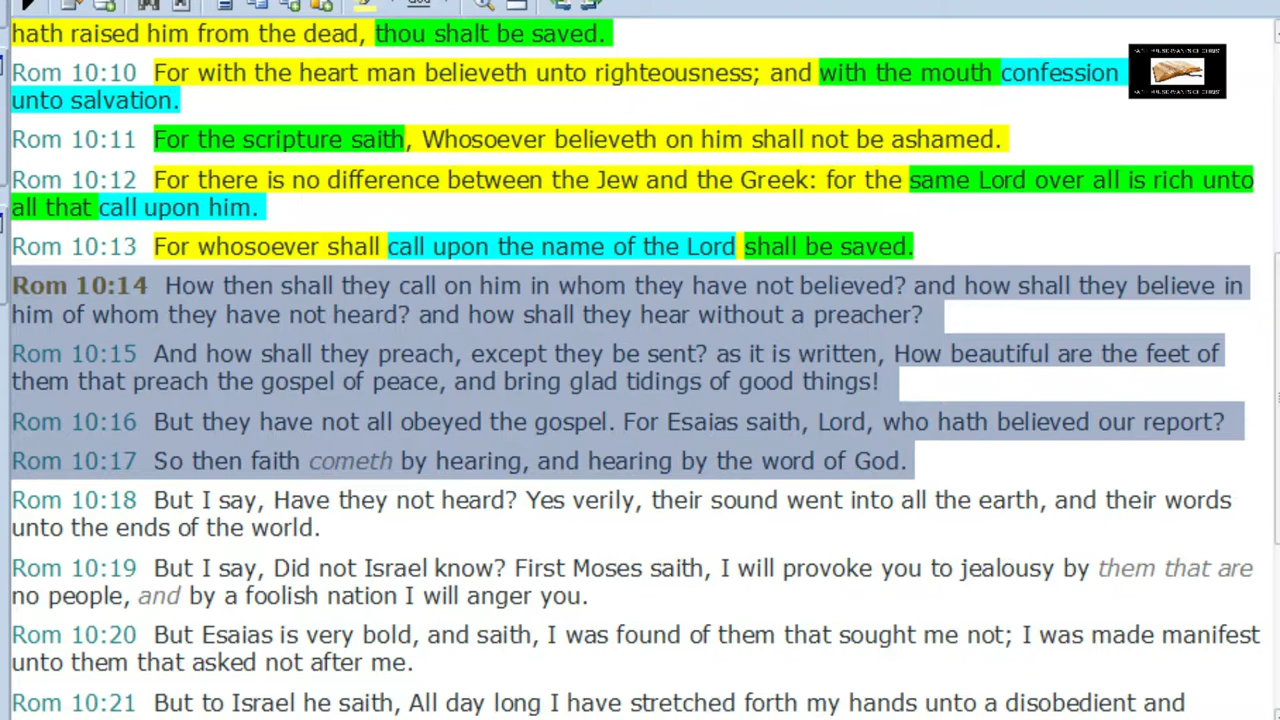 hath raised him from the dead, thou shalt be saved.
Rom 10:10 For with the heart man believeth unto righteousness; and with the mouth confession
unto salvation.
Rom 10:11 For the scripture saith, Whosoever believeth on him shall not be ashamed.
Rom 10:12 For there is no difference between the Jew and the Greek: for the same Lord over all is rich unto
all that call upon him.
Rom 10:13 For whosoever shall call upon the name of the Lord shall be saved.
Rom 10:14 How then shall they call on him in whom they have not believed? and how shall they believe in
him of whom they have not heard? and how shall they hear without a preacher?
Rom 10:15 And how shall they preach, except they be sent? as it is written, How beautiful are the feet of
them that preach the gospel of peace, and bring glad tidings of good things!
Rom 10:16 But they have not all obeyed the gospel. For Esaias saith, Lord, who hath believed our report?
Rom 10:17 So then faith cometh by hearing, and hearing by the word of God.
Rom 10:18 But I say, Have they not heard? Yes verily, their sound went into all the earth, and their words
unto the ends of the world.
Rom 10:19 But I say, Did not Israel know? First Moses saith, I will provoke you to jealousy by them that are
no people, and by a foolish nation I will anger you.
Rom 10:20 But Esaias is very bold, and saith, I was found of them that sought me not; I was made manifest
unto them that asked not after me.
Rom 10:21 But to Israel he saith, All day long I have stretched forth my hands unto a disobedient and